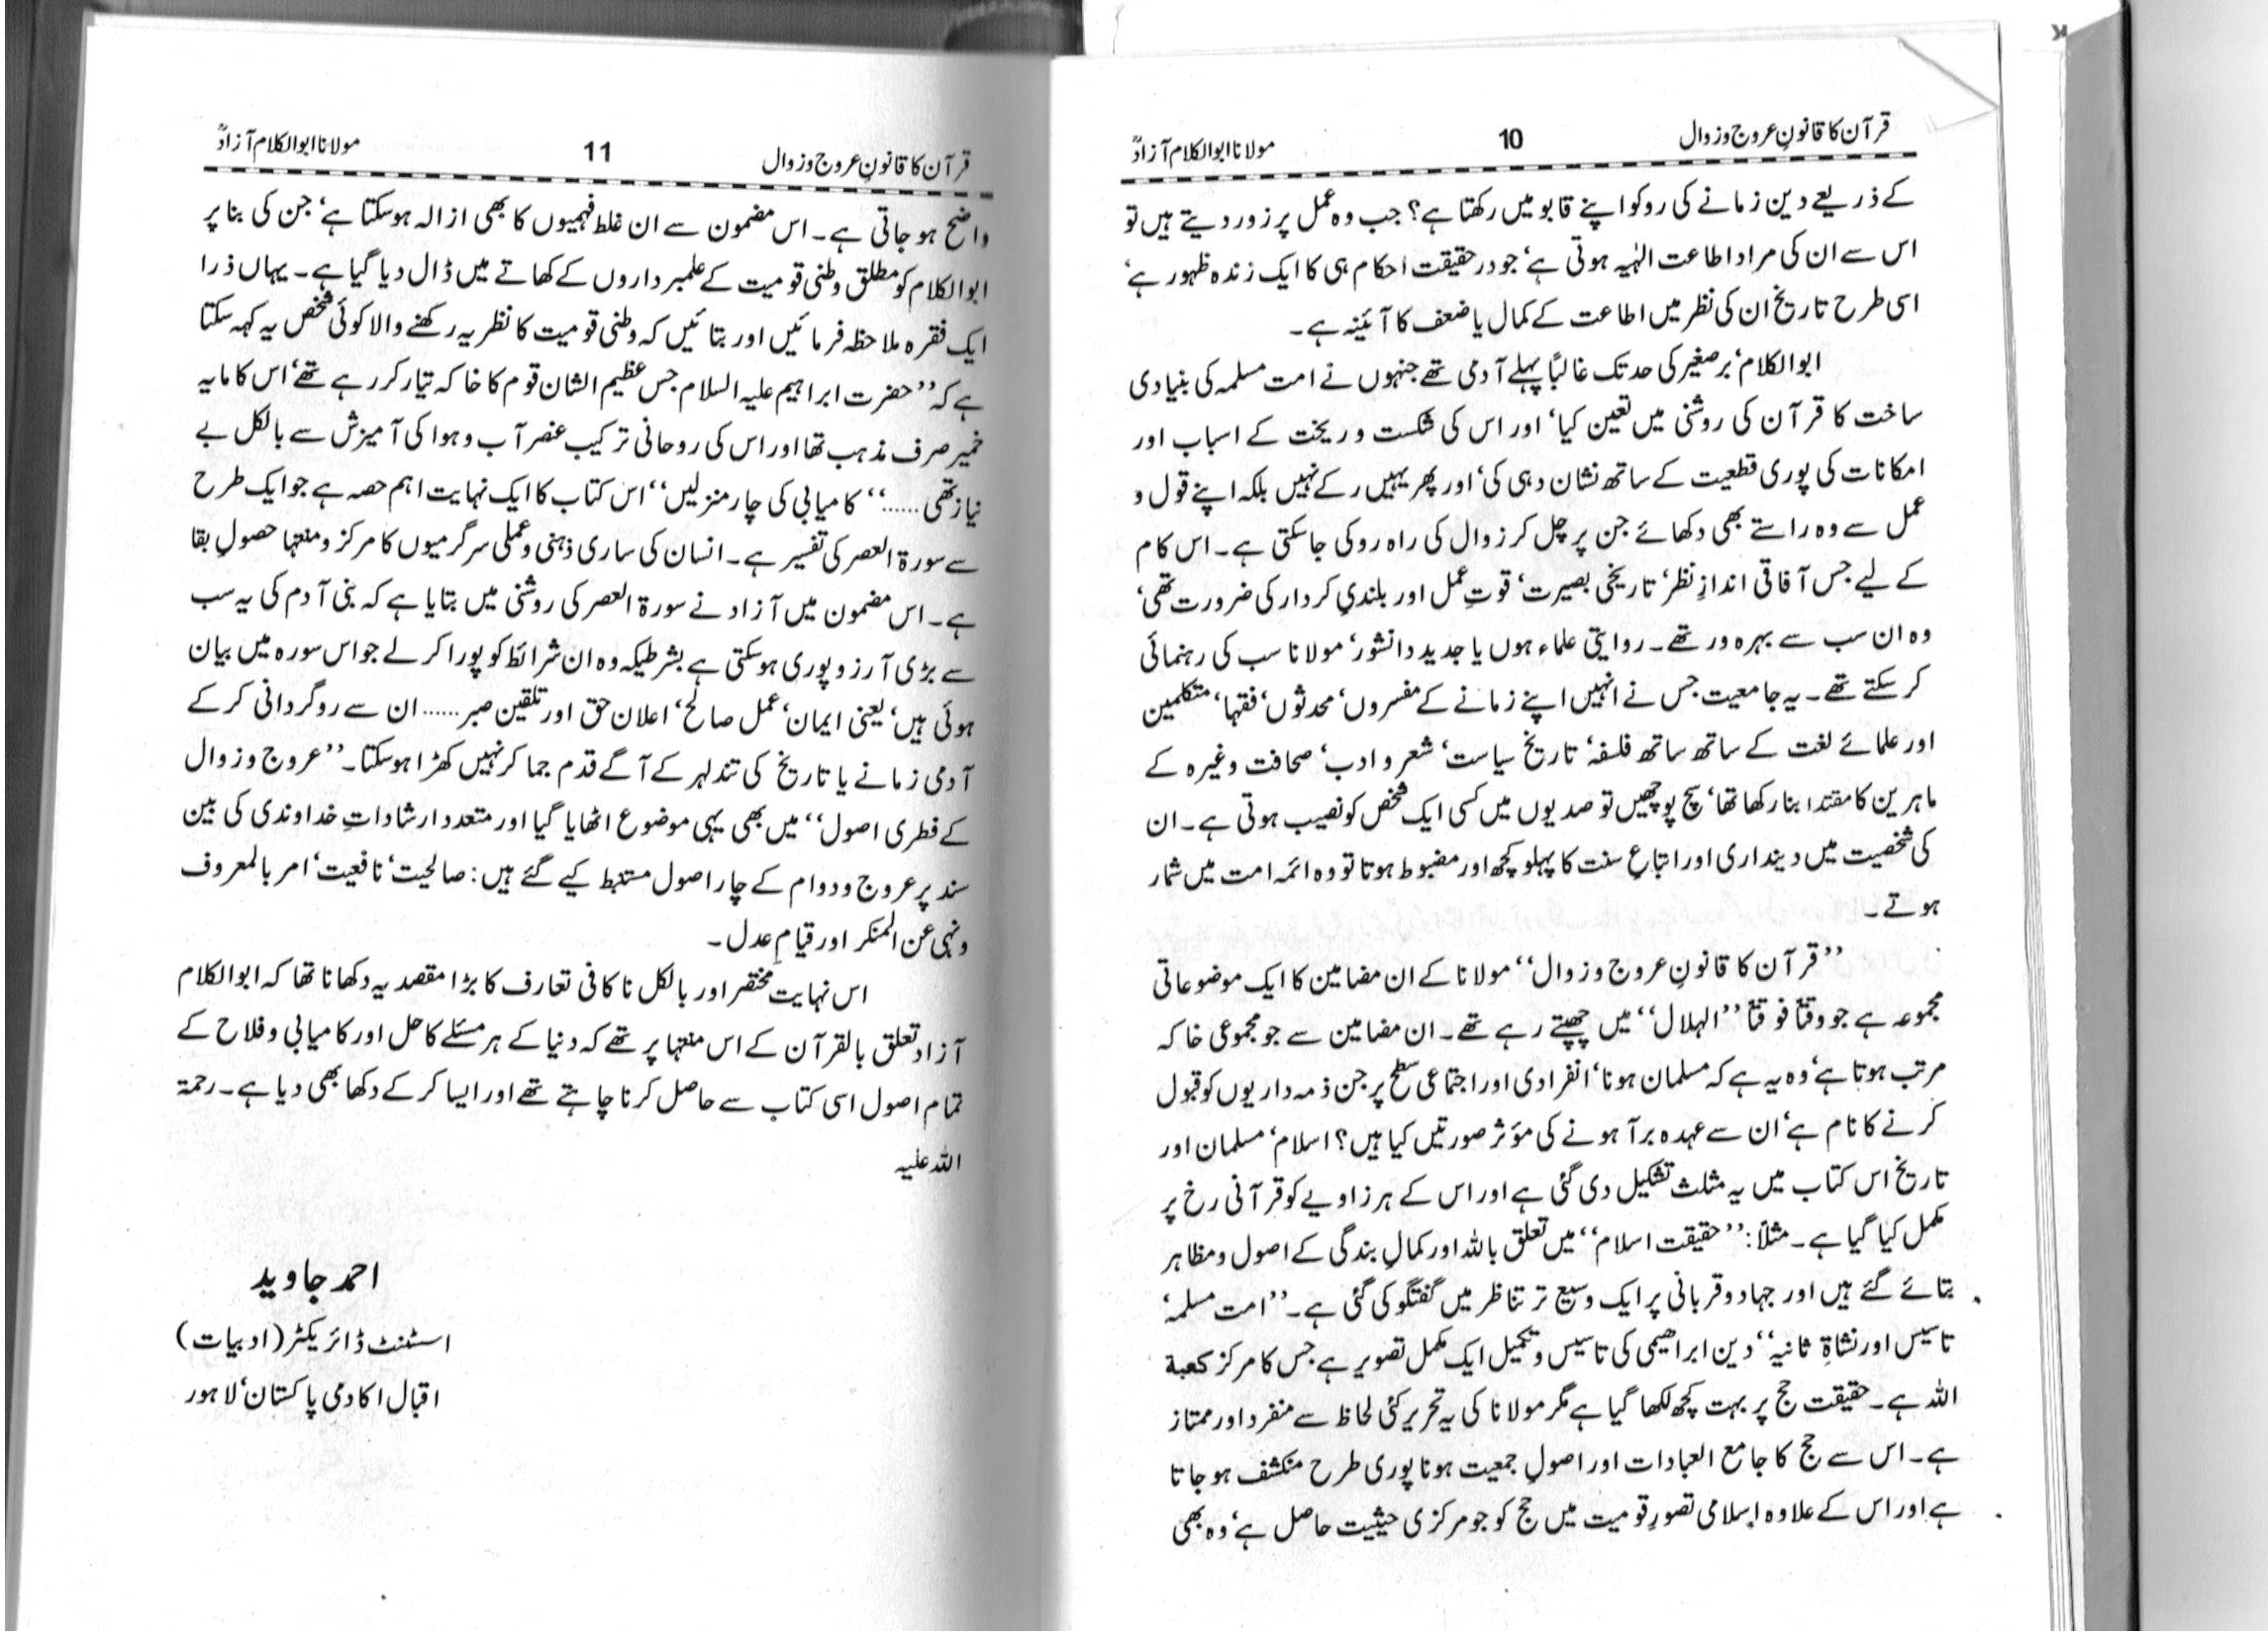 قرآن کا قانونِ عروج و زوال 10 مولانا ابوالکلام آزادؒ
کے ذریعے دین زمانے کی رو کو اپنے قابو میں رکھتا ہے؟ جب وہ عمل پر زور دیتے ہیں تو
اس سے ان کی مراد اطاعت الٰہیہ ہوتی ہے‘ جو در حقیقت احکام ہی کا ایک زندہ ظہور ہے‘
اسی طرح تاریخ ان کی نظر میں اطاعت کے کمال یا ضعف کا آئینہ ہے۔
ابوالکلام‘ برصغیر کی حد تک غالباً پہلے آدمی تھے جنہوں نے امت مسلمہ کی بنیادی
ساخت کا قرآن کی روشنی میں تعین کیا‘ اور اس کی شکست و ریخت کے اسباب اور
امکانات کی پوری قطعیت کے ساتھ نشان دہی کی‘ اور پھر یہیں رکے نہیں بلکہ اپنے قول و
عمل سے وہ راستے بھی دکھائے جن پر چل کر زوال کی راہ روکی جاسکتی ہے۔ اس کام
کے لیے جس آفاقی اندازِ نظر‘ تاریخی بصیرت‘ قوتِ عمل اور بلندیِ کردار کی ضرورت تھی‘
وہ ان سب سے بہرہ ور تھے۔ روایتی علماء ہوں یا جدید دانشور‘ مولانا سب کی رہنمائی
کرسکتے تھے۔ یہ جامعیت جس نے انہیں اپنے زمانے کے مفسروں‘ محدثوں‘ فقہا‘ متکلمین
اور علمائے لغت کے ساتھ ساتھ فلسفہ‘ تاریخ سیاست‘ شعر و ادب‘ صحافت وغیرہ کے
ماہرین کا مقتدا بنا رکھا تھا‘ سچ پوچھیں تو صدیوں میں کسی ایک شخص کو نصیب ہوتی ہے۔ ان
کی شخصیت میں دینداری اور اتباعِ سنت کا پہلو کچھ اور مضبوط ہوتا تو وہ ائمہ امت میں شمار
ہوتے۔
’’قرآن کا قانونِ عروج و زوال‘‘ مولانا کے ان مضامین کا ایک موضوعاتی
مجموعہ ہے جو وقتاً فوقتاً ’’الہلال‘‘ میں چھپتے رہے تھے۔ ان مضامین سے جو مجموعی خاکہ
مرتب ہوتا ہے‘ وہ یہ ہے کہ مسلمان ہونا‘ انفرادی اور اجتماعی سطح پر جن ذمہ داریوں کو قبول
کرنے کا نام ہے‘ ان سے عہدہ برآ ہونے کی مؤثر صورتیں کیا ہیں؟ اسلام‘ مسلمان اور
تاریخ اس کتاب میں یہ مثلث تشکیل دی گئی ہے اور اس کے ہر زاویے کو قرآنی رخ پر
مکمل کیا گیا ہے۔ مثلاً: ’’حقیقت اسلام‘‘ میں تعلق باللہ اور کمالِ بندگی کے اصول و مظاہر
بتائے گئے ہیں اور جہاد و قربانی پر ایک وسیع تر تناظر میں گفتگو کی گئی ہے۔ ’’امت مسلمہ‘
تاسیس اور نشاۃِ ثانیہ‘‘ دین ابراھیمی کی تاسیس و تکمیل ایک مکمل تصویر ہے جس کا مرکز کعبۃ
اللہ ہے۔ حقیقت حج پر بہت کچھ لکھا گیا ہے مگر مولانا کی یہ تحریر کئی لحاظ سے منفرد اور ممتاز
ہے۔ اس سے حج کا جامع العبادات اور اصولِ جمعیت ہونا پوری طرح منکشف ہو جاتا
ہے اور اس کے علاوہ اسلامی تصورِ قومیت میں حج کو جو مرکزی حیثیت حاصل ہے‘ وہ بھی
قرآن کا قانونِ عروج و زوال 11 مولانا ابوالکلام آزادؒ
واضح ہو جاتی ہے۔ اس مضمون سے ان غلط فہمیوں کا بھی ازالہ ہوسکتا ہے‘ جن کی بنا پر
ابوالکلام کو مطلق وطنی قومیت کے علمبرداروں کے کھاتے میں ڈال دیا گیا ہے۔ یہاں ذرا
ایک فقرہ ملاحظہ فرمائیں اور بتائیں کہ وطنی قومیت کا نظریہ رکھنے والا کوئی شخص یہ کہہ سکتا
ہے کہ ’’حضرت ابراہیم علیہ السلام جس عظیم الشان قوم کا خاکہ تیار کر رہے تھے‘ اس کا مایہ
خمیر صرف مذہب تھا اور اس کی روحانی ترکیب عنصر آب و ہوا کی آمیزش سے بالکل بے
نیاز تھی ......‘‘ کامیابی کی چار منزلیں‘‘ اس کتاب کا ایک نہایت اہم حصہ ہے جو ایک طرح
سے سورۃ العصر کی تفسیر ہے۔ انسان کی ساری ذہنی و عملی سرگرمیوں کا مرکز و منتہا حصولِ بقا
ہے۔ اس مضمون میں آزاد نے سورۃ العصر کی روشنی میں بتایا ہے کہ بنی آدم کی یہ سب
سے بڑی آرزو پوری ہوسکتی ہے بشرطیکہ وہ ان شرائط کو پورا کرلے جو اس سورہ میں بیان
ہوئی ہیں‘ یعنی ایمان‘ عمل صالح‘ اعلان حق اور تلقین صبر...... ان سے روگردانی کر کے
آدمی زمانے یا تاریخ کی تند لہر کے آگے قدم جما کر نہیں کھڑا ہوسکتا۔ ’’عروج و زوال
کے فطری اصول‘‘ میں بھی یہی موضوع اٹھایا گیا اور متعدد ارشاداتِ خداوندی کی بین
سند پر عروج و دوام کے چار اصول مستنبط کیے گئے ہیں: صالحیت‘ نافعیت‘ امر بالمعروف
و نہی عن المنکر اور قیامِ عدل۔
اس نہایت مختصر اور بالکل ناکافی تعارف کا بڑا مقصد یہ دکھانا تھا کہ ابوالکلام
آزاد تعلق بالقرآن کے اس منتہا پر تھے کہ دنیا کے ہر مسئلے کا حل اور کامیابی و فلاح کے
تمام اصول اسی کتاب سے حاصل کرنا چاہتے تھے اور ایسا کر کے دکھا بھی دیا ہے۔ رحمۃ
اللہ علیہ
احمد جاوید
اسسٹنٹ ڈائریکٹر (ادبیات)
اقبال اکادمی پاکستان‘ لاہور